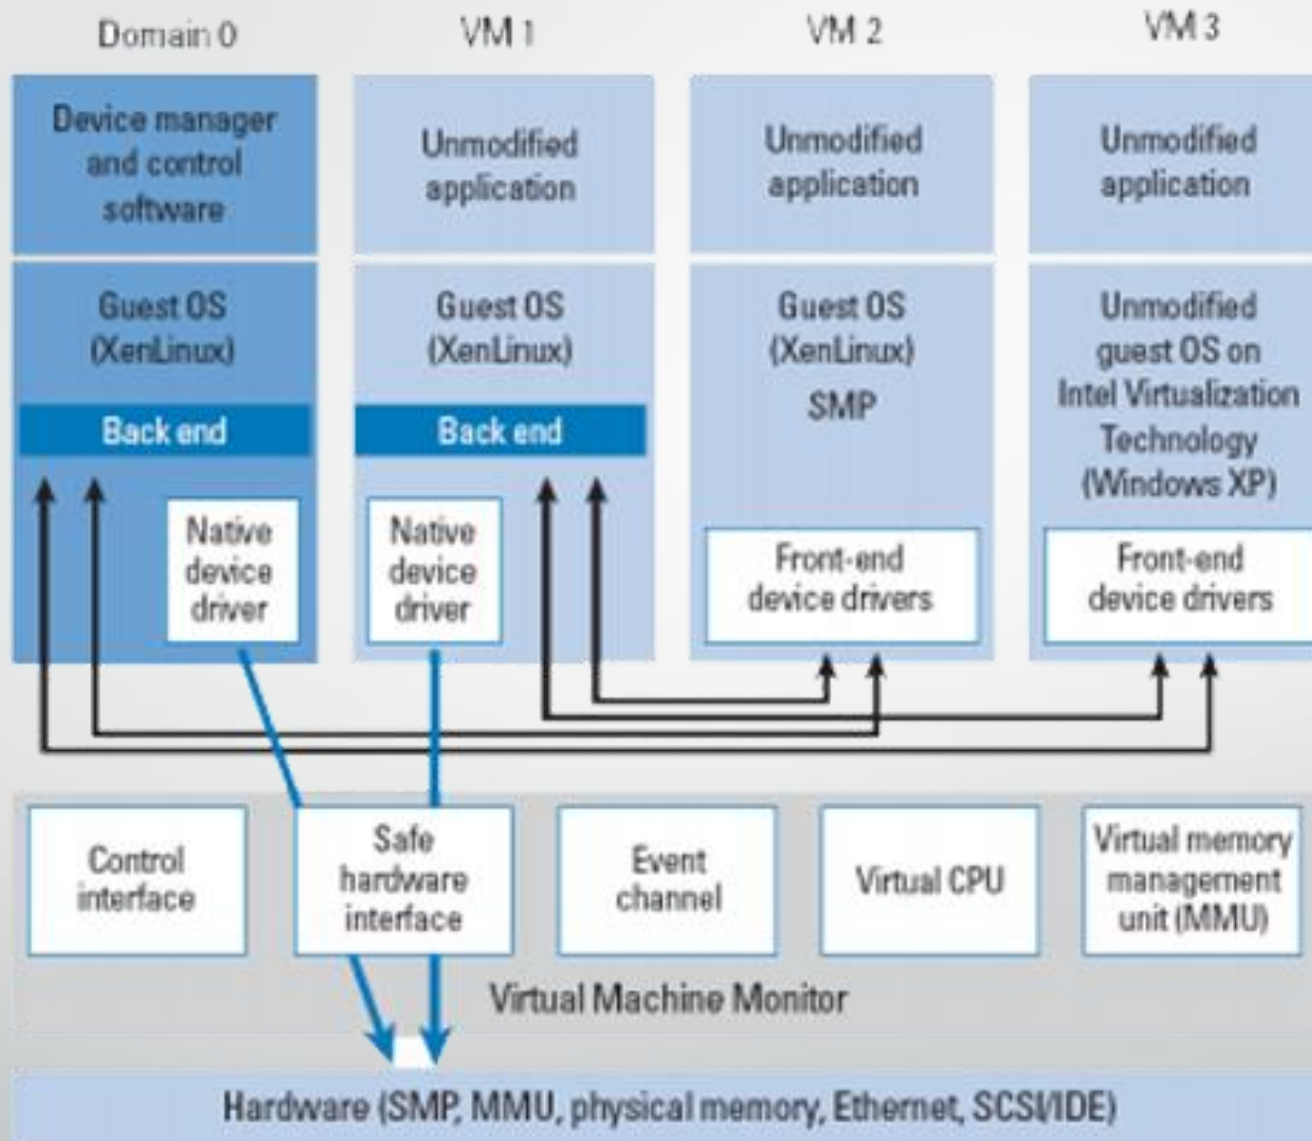 Domain 0
VM 1
VM 2
VM 3
Device manager
and control
software
Unmodified
application
Unmodified
application
Unmodified
application
Guest OS
(XenLinux)
Back end
Native
device
driver
Guest OS
(XenLinux)
Back end
Native
device
driver
Guest OS
(XenLinux)
SMP
Front-end
device drivers
Unmodified
guest OS on
Intel Virtualization
Technology
(Windows XP)
Front-end
device drivers
Control
interface
Safe
hardware
interface
Event
channel
Virtual CPU
Virtual memory
management
unit (MMU)
Virtual Machine Monitor
Hardware (SMP, MMU, physical memory, Ethernet, SCSI/IDE)